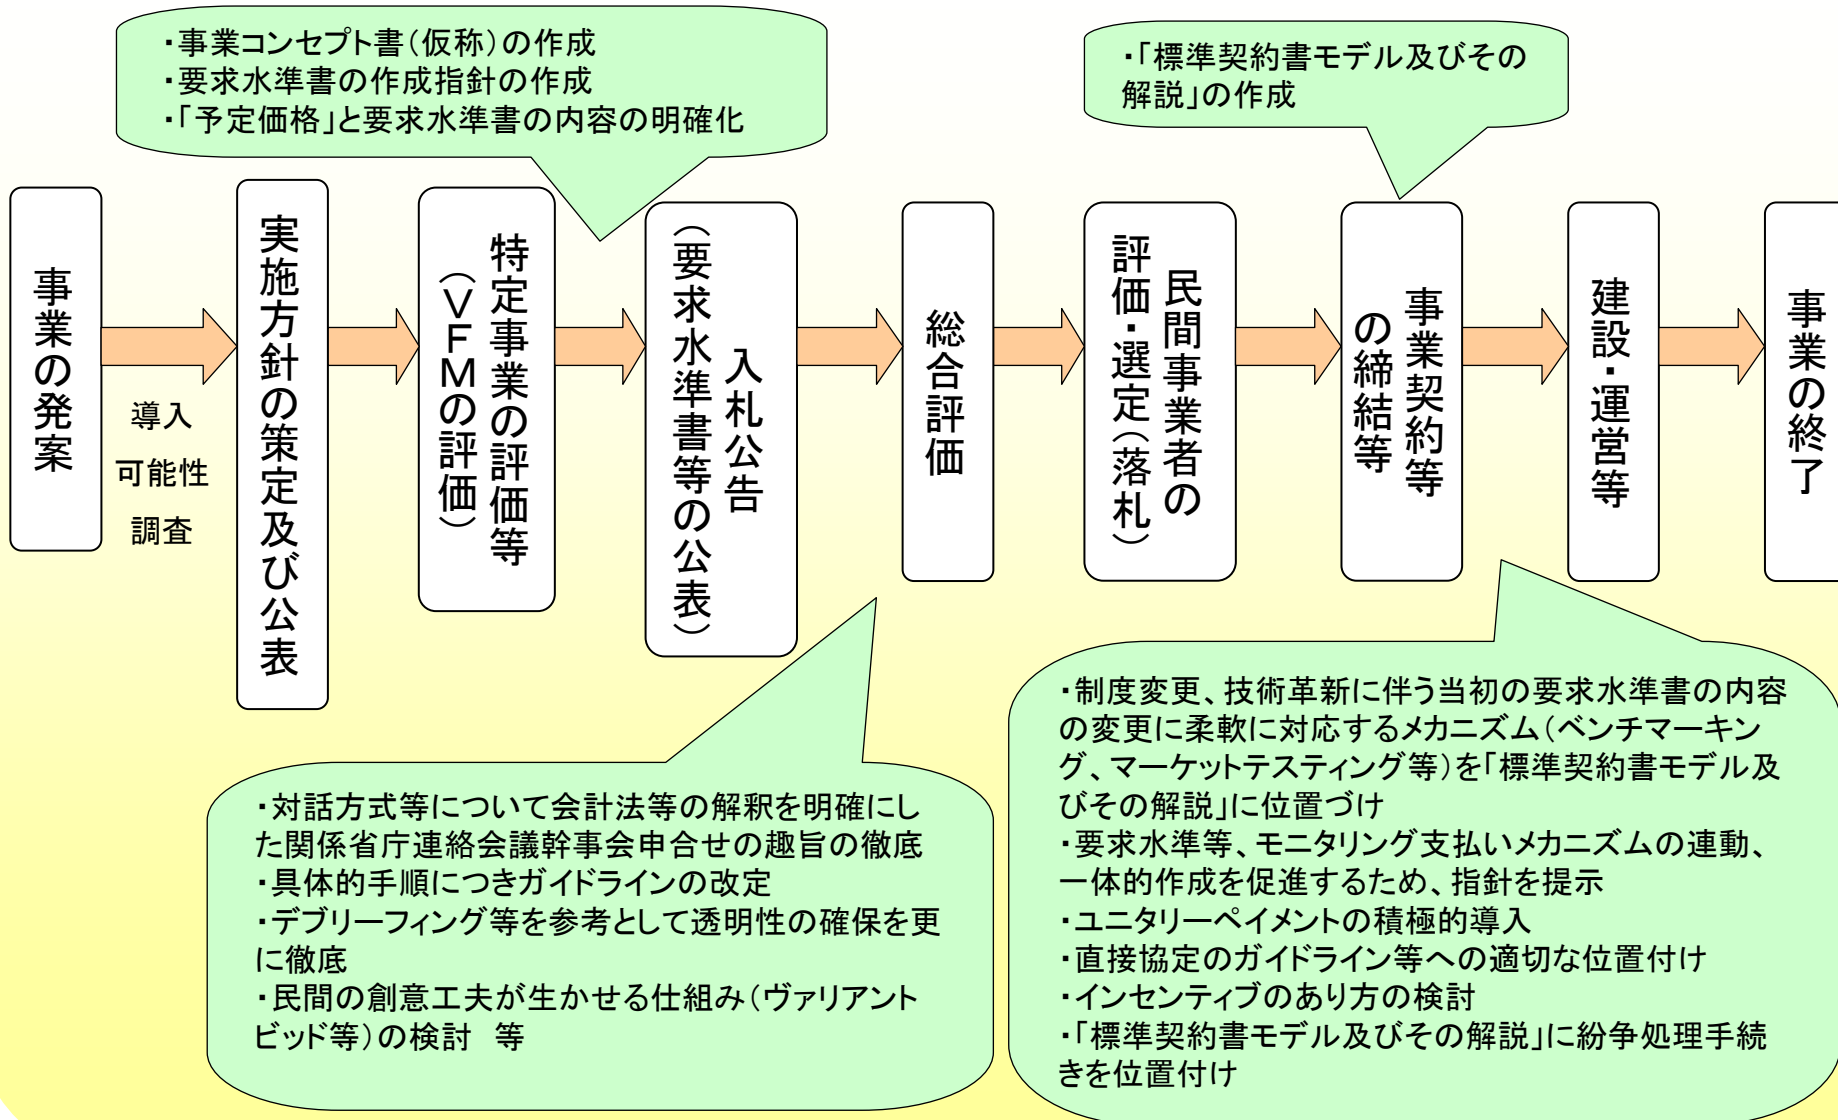 ・事業コンセプト書（仮称）の作成
・要求水準書の作成指針の作成
・「予定価格」と要求水準書の内容の明確化
・「標準契約書モデル及びその
解説」の作成
事業の発案
導入
可能性
調査
実施方針の策定及び公表
特定事業の評価等
（ＶＦＭの評価）
入札公告
（要求水準書等の公表）
総合評価
民間事業者の
評価・選定（落札）
事業契約等
の締結等
建設・運営等
事業の終了
・対話方式等について会計法等の解釈を明確にし
た関係省庁連絡会議幹事会申合せの趣旨の徹底
・具体的手順につきガイドラインの改定
・デブリーフィング等を参考として透明性の確保を更
に徹底
・民間の創意工夫が生かせる仕組み（ヴァリアント
ビッド等）の検討　等
・制度変更、技術革新に伴う当初の要求水準書の内容
の変更に柔軟に対応するメカニズム（ベンチマーキン
グ、マーケットテスティング等）を「標準契約書モデル及
びその解説」に位置づけ
・要求水準等、モニタリング支払いメカニズムの連動、
一体的作成を促進するため、指針を提示
・ユニタリーペイメントの積極的導入
・直接協定のガイドライン等への適切な位置付け
・インセンティブのあり方の検討
・「標準契約書モデル及びその解説」に紛争処理手続
きを位置付け